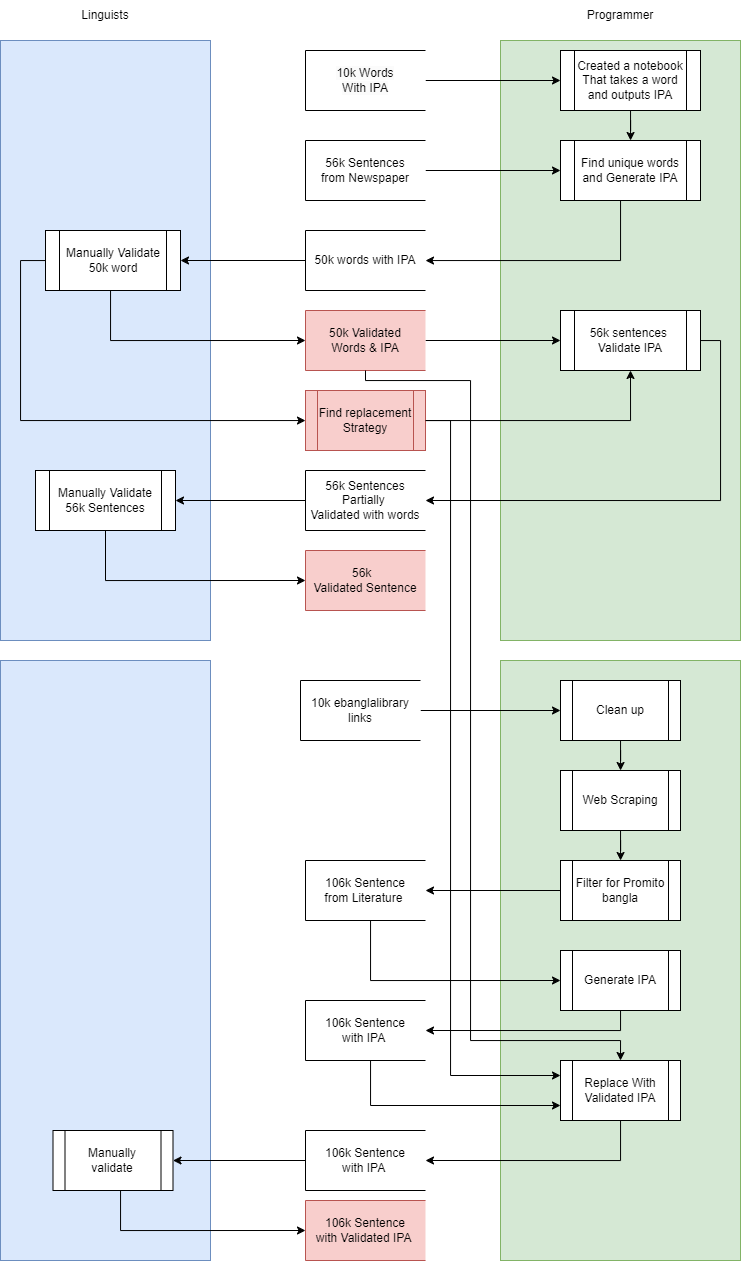 Linguists
Programmer
10k Words
With IPA
Created a notebook
That takes a word
and outputs IPA
56k Sentences
from Newspaper
Find unique words
and Generate IPA
Manually Validate
50k word
50k words with IPA
50k Validated
Words & IPA
56k sentences
Validate IPA
Find replacement
Strategy
Manually Validate
56k Sentences
56k Sentences
Partially
Validated with words
56k
Validated Sentence
10k ebanglalibrary
links
Clean up
Web Scraping
106k Sentence
from Literature
Filter for Promito
bangla
Generate IPA
106k Sentence
with IPA
Replace With
Validated IPA
Manually
validate
106k Sentence
with IPA
106k Sentence
with Validated IPA